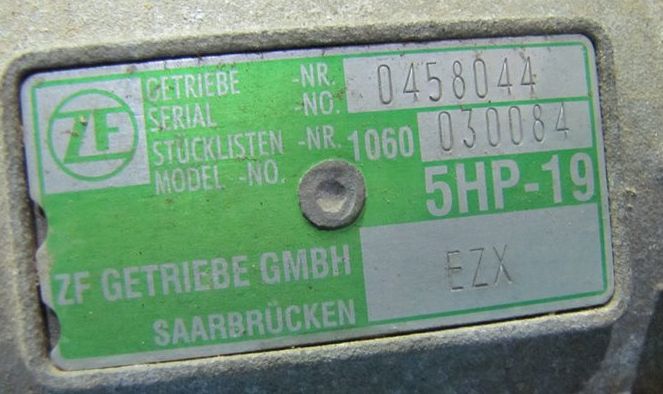 ZF
GETRIEBE -NR. 0458044
SERIAL -NO.
STÜCKLISTEN -NR. 1060 030084
MODEL -NO.
5HP-19
ZF GETRIEBE GMBH
EZX
SAARBRÜCKEN